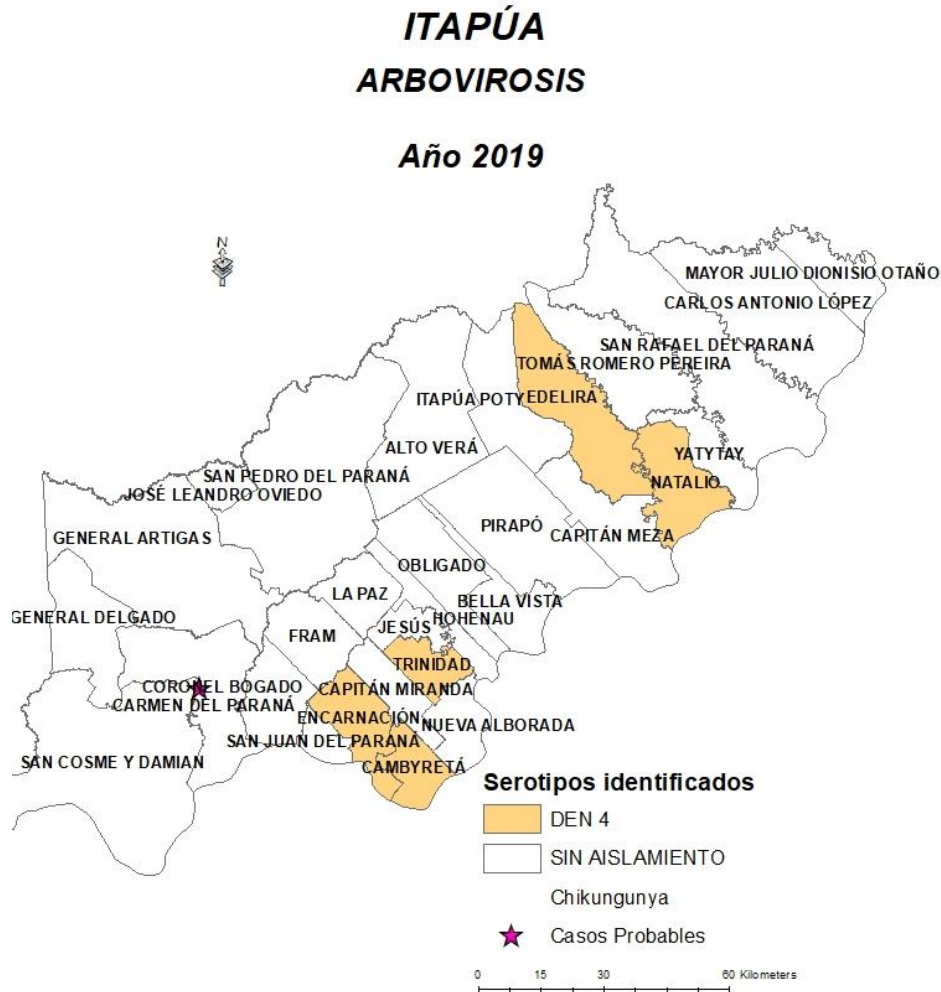 ITAPÚA
ARBOVIROSIS
Año 2019
N
MAYOR JULIO DIONISIO OTAÑO
CARLOS ANTONIO LÓPEZ
SAN RAFAEL DEL PARANÁ
TOMÁS ROMERO PEREIRA
ITAPÚA POTY
EDELIRA
ALTO VERÁ
YATYTAY
SAN PEDRO DEL PARANÁ
NATALIO
JOSÉ LEANDRO OVIEDO
PIRAPÓ
CAPITÁN MEZA
GENERAL ARTIGAS
OBLIGADO
LA PAZ
BELLA VISTA
GENERAL DELGADO
HOHENAU
JESÚS
FRAM
TRINIDAD
CORONEL BOGADO
CAPITÁN MIRANDA
CARMEN DEL PARANÁ
ENCARNACIÓN
NUEVA ALBORADA
SAN JUAN DEL PARANÁ
SAN COSME Y DAMIAN
CAMBYRETÁ
Serotipos identificados
DEN 4
SIN AISLAMIENTO
Chikungunya
Casos Probables
0 15 30 60 Kilometers